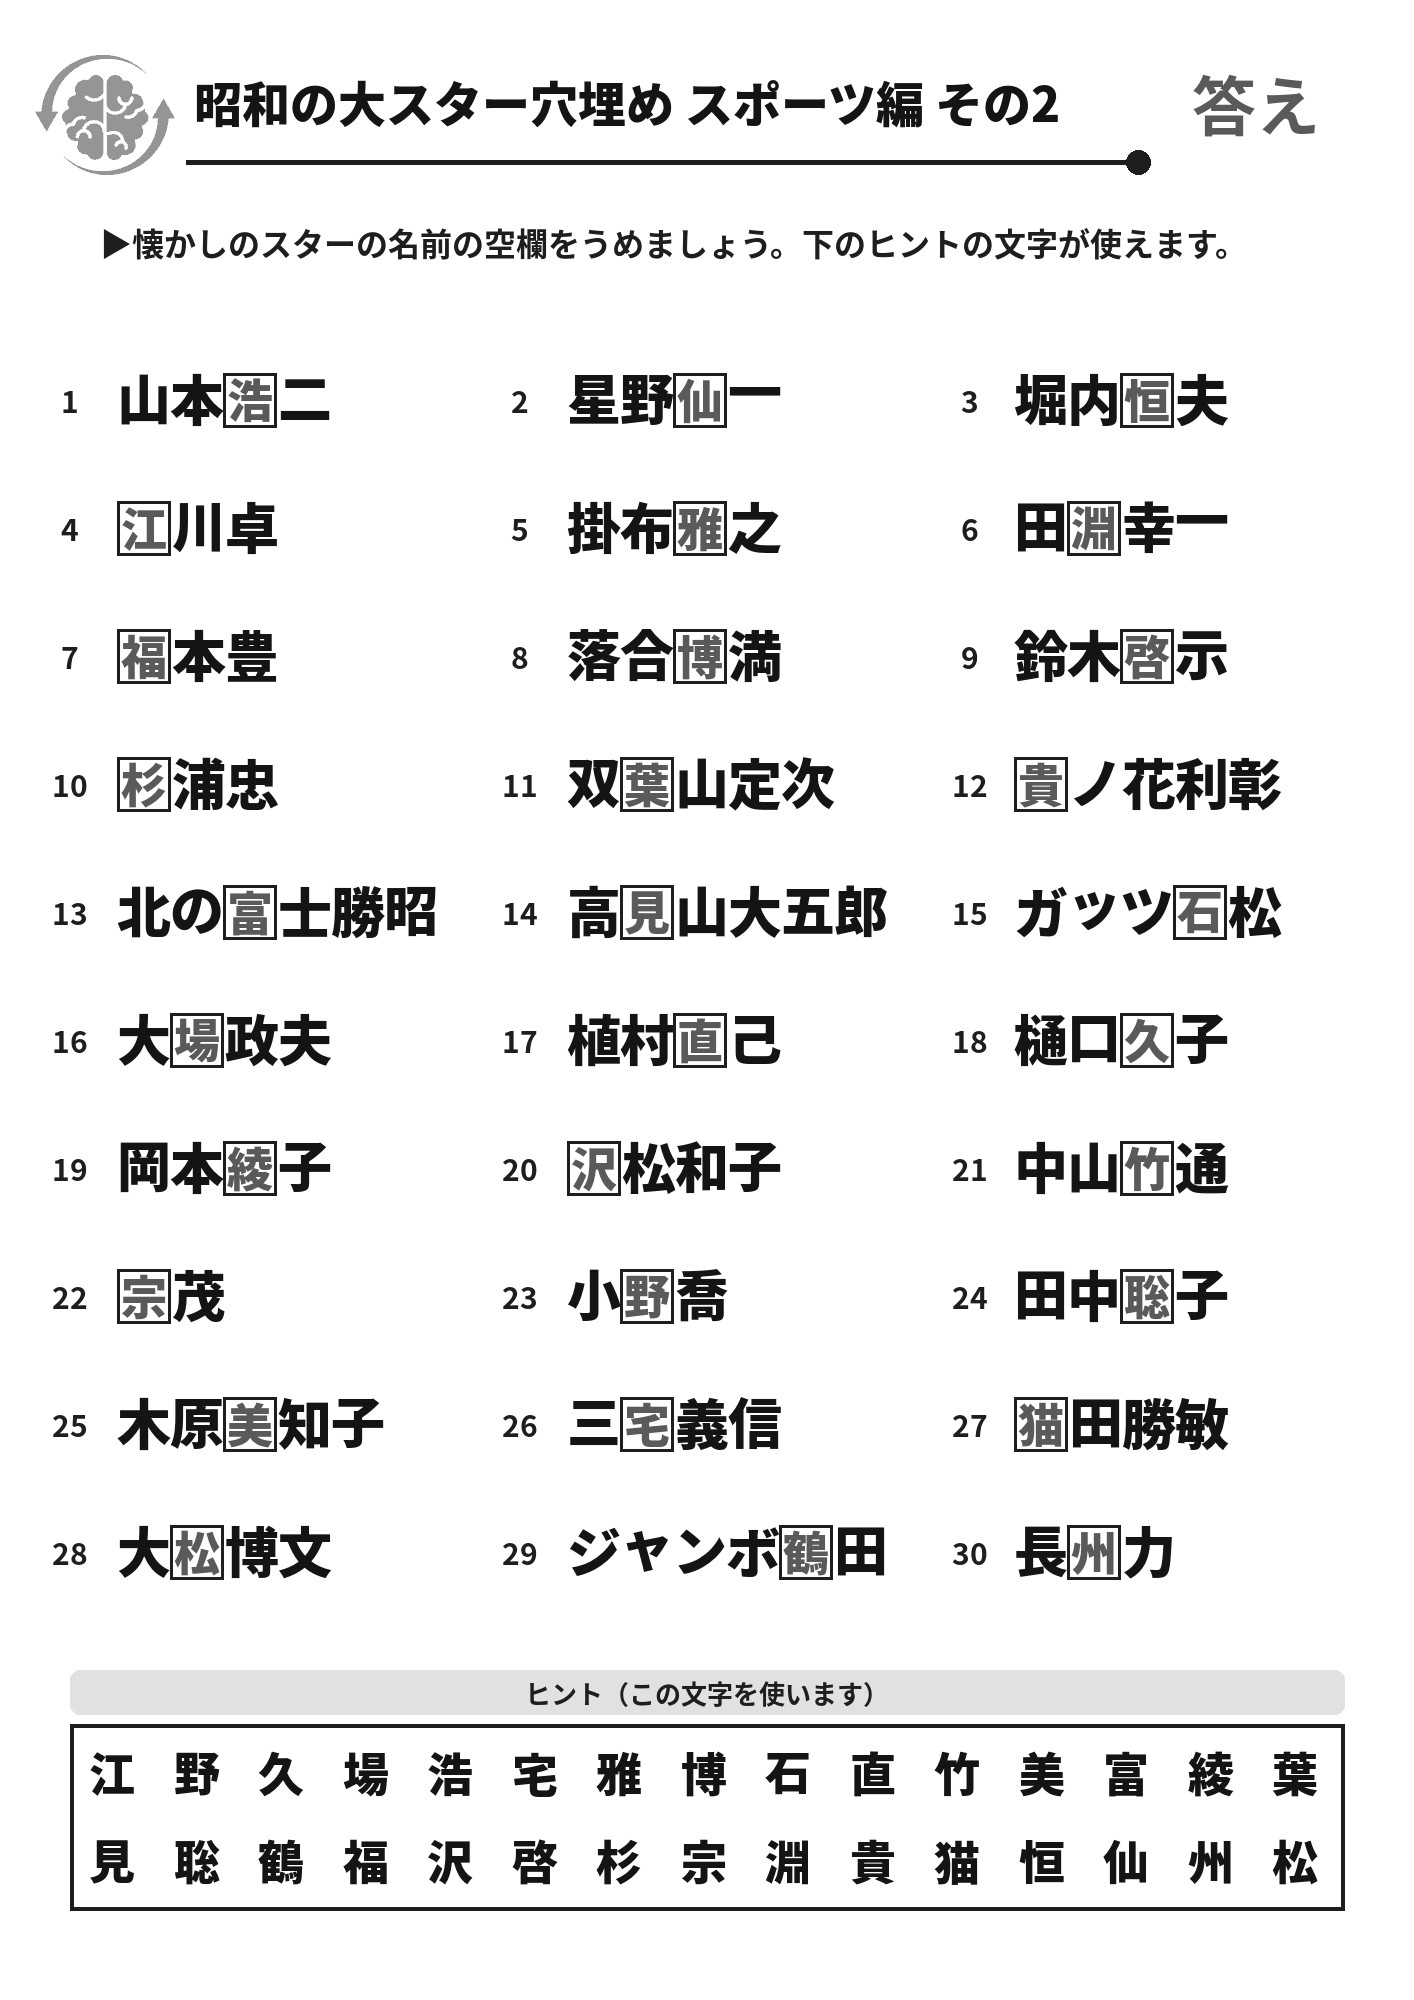 昭和の大スター穴埋め スポーツ編 その2 答え
▶懐かしのスターの名前の空欄をうめましょう。下のヒントの文字が使えます。
1 山本浩二 2 星野仙一 3 堀内恒夫
4 江川卓 5 掛布雅之 6 田淵幸一
7 福本豊 8 落合博満 9 鈴木啓示
10 杉浦忠 11 双葉山定次 12 貴ノ花利彰
13 北の富士勝昭 14 高見山大五郎 15 ガッツ石松
16 大場政夫 17 植村直己 18 樋口久子
19 岡本綾子 20 沢松和子 21 中山竹通
22 宗茂 23 小野喬 24 田中聡子
25 木原美知子 26 三宅義信 27 猫田勝敏
28 大松博文 29 ジャンボ鶴田 30 長州力
ヒント（この文字を使います）
江 野 久 場 浩 宅 雅 博 石 直 竹 美 富 綾 葉
見 聡 鶴 福 沢 啓 杉 宗 淵 貴 猫 恒 仙 州 松